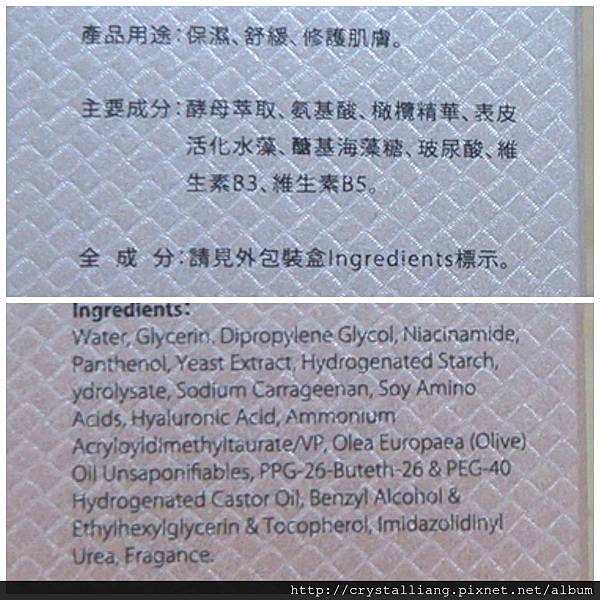 產品用途:保濕、舒緩、修護肌膚。
主要成分:酵母萃取、氨基酸、橄欖精華、表皮
活化水藻、醣基海藻糖、玻尿酸、維
生素B3、維生素B5。
全 成 分:請見外包裝盒Ingredients標示。
Ingredients:
Water, Glycerin, Dipropylene Glycol, Niacinamide,
Panthenol, Yeast Extract, Hydrogenated Starch,
ydrolysate, Sodium Carrageenan, Soy Amino
Acids, Hyaluronic Acid, Ammonium
Acryloyldimethyltaurate/VP, Olea Europaea (Olive)
Oil Unsaponifiables, PPG-26-Buteth-26 & PEG-40
Hydrogenated Castor Oil, Benzyl Alcohol &
Ethylhexylglycerin & Tocopherol, Imidazolidinyl
Urea, Fragance.
http://crystalliang.pixnet.net/album